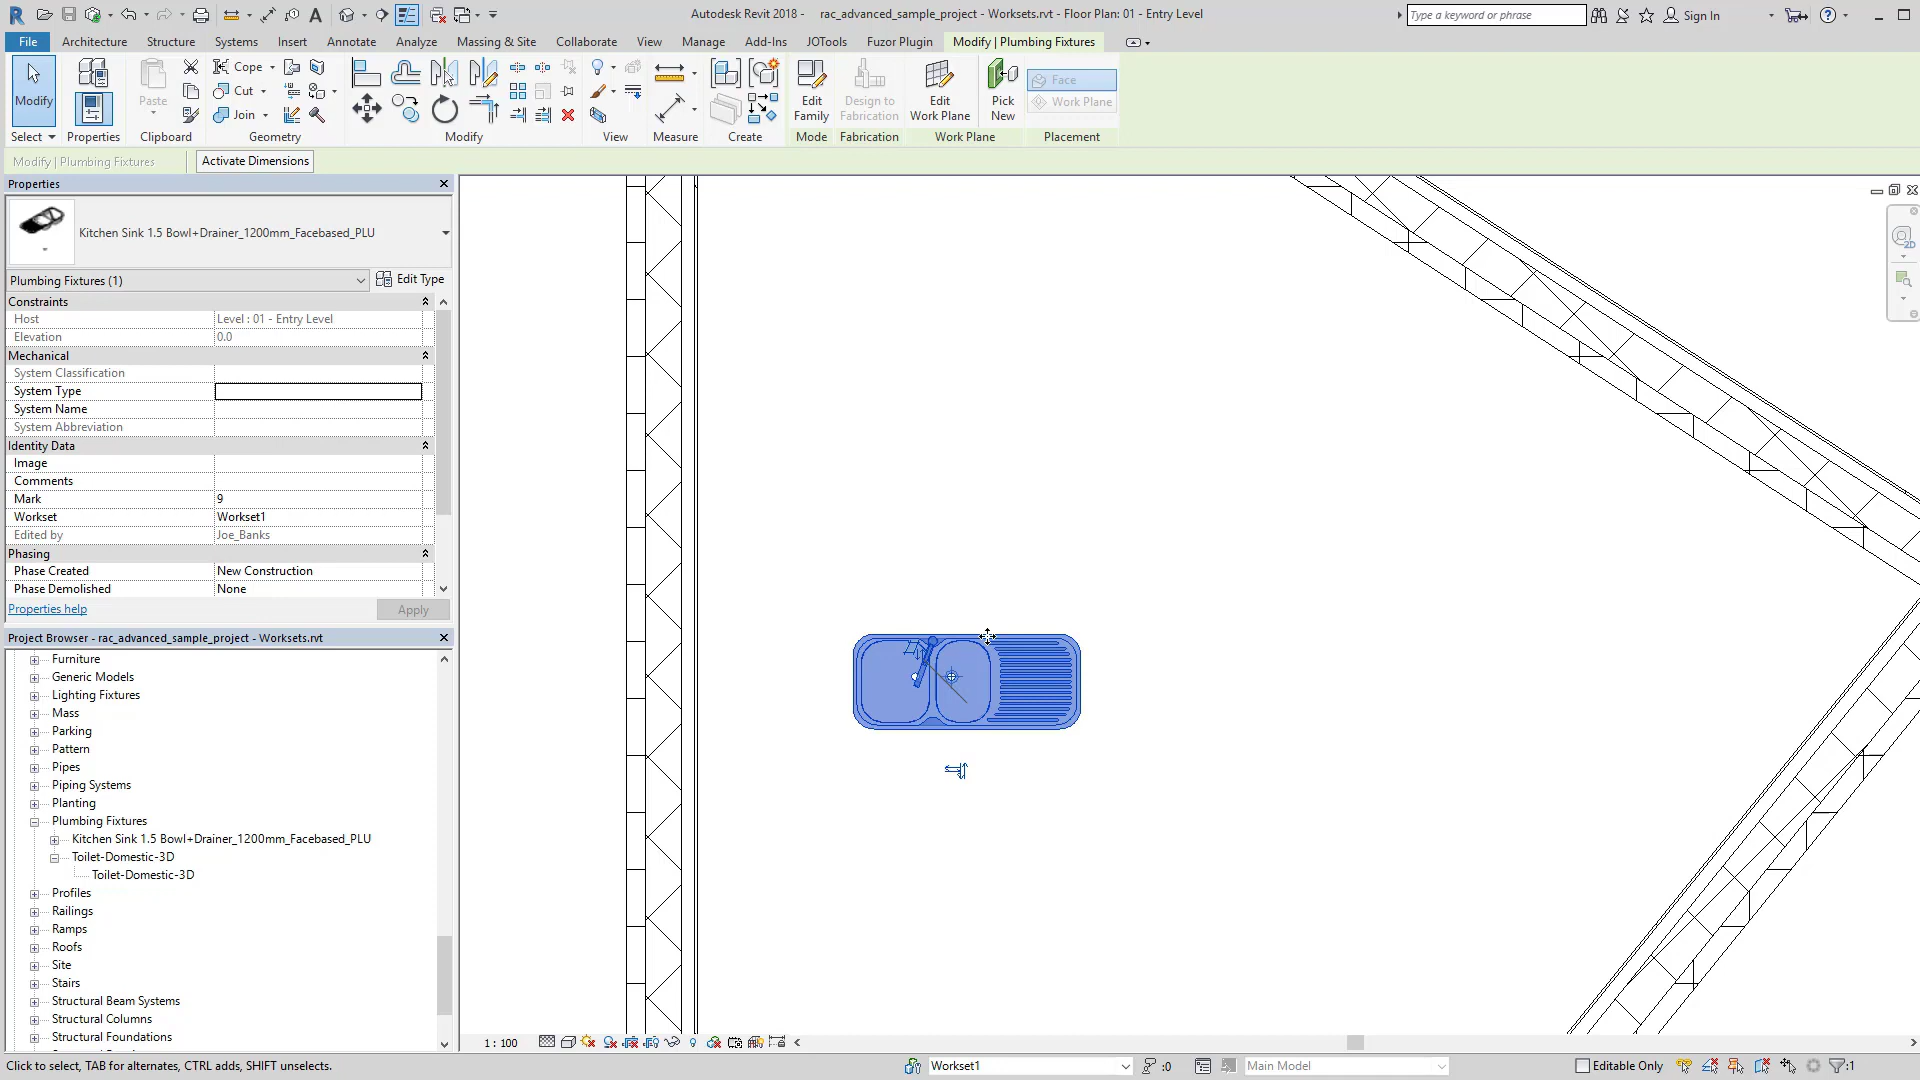 Autodesk Revit 2018 - rac_advanced_sample_project - Worksets.rvt - Floor Plan: 01 - Entry Level
Type a keyword or phrase
Sign In
File Architecture Structure Systems Insert Annotate Analyze Massing & Site Collaborate View Manage Add-Ins JOTools Fuzor Plugin Modify | Plumbing Fixtures
Cope
Cut
Join
Modify
Paste
Edit Family
Design to Fabrication
Edit Work Plane
Pick New
Face
Work Plane
Select Properties Clipboard Geometry Modify View Measure Create Mode Fabrication Work Plane Placement
Modify | Plumbing Fixtures Activate Dimensions
Properties
Kitchen Sink 1.5 Bowl+Drainer_1200mm_Facebased_PLU
Plumbing Fixtures (1) Edit Type
Constraints
Host Level : 01 - Entry Level
Elevation 0.0
Mechanical
System Classification
System Type
System Name
System Abbreviation
Identity Data
Image
Comments
Mark 9
Workset Workset1
Edited by Joe_Banks
Phasing
Phase Created New Construction
Phase Demolished None
Properties help Apply
Project Browser - rac_advanced_sample_project - Worksets.rvt
Furniture
Generic Models
Lighting Fixtures
Mass
Parking
Pattern
Pipes
Piping Systems
Planting
Plumbing Fixtures
Kitchen Sink 1.5 Bowl+Drainer_1200mm_Facebased_PLU
Toilet-Domestic-3D
Toilet-Domestic-3D
Profiles
Railings
Ramps
Roofs
Site
Stairs
Structural Beam Systems
Structural Columns
Structural Foundations
2D
1 : 100
Click to select, TAB for alternates, CTRL adds, SHIFT unselects.
Workset1 :0 Main Model Editable Only :1